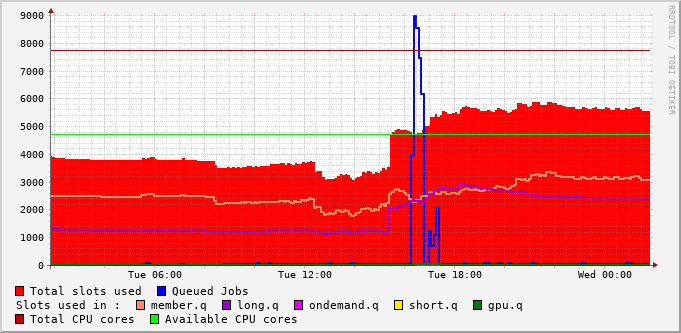 9000
8000
7000
6000
5000
4000
3000
2000
1000
0
Tue 06:00 Tue 12:00 Tue 18:00 Wed 00:00
RRDTOOL / TOBI OETIKER
Total slots used Queued Jobs
Slots used in : member.q long.q ondemand.q short.q gpu.q
Total CPU cores Available CPU cores